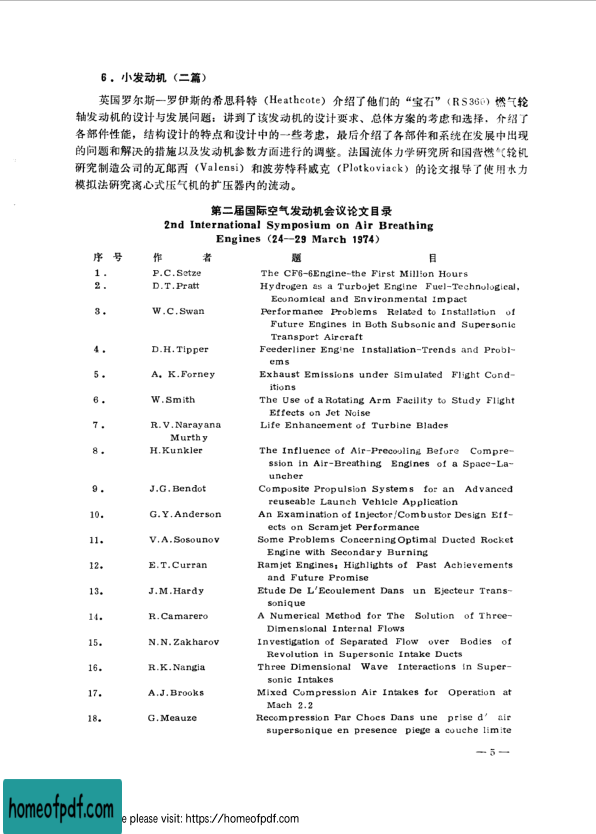 6．小发动机（二篇）
英国罗尔斯—罗伊斯的希思科特（Heathcote）介绍了他们的“宝石”（RS360）燃气轮
轴发动机的设计与发展问题；讲到了该发动机的设计要求、总体方案的考虑和选择．介绍了
各部件性能，结构设计的特点和设计中的一些考虑，最后介绍了各部件和系统在发展中出现
的问题和解决的措施以及发动机参数方面进行的调整。法国流体力学研究所和国营燃气轮机
研究制造公司的瓦郎西（Valensi）和波劳特科威克（Plotkoviack）的论文报导了使用水力
模拟法研究离心式压气机的扩压器内的流动。
第二届国际空气发动机会议论文目录
2nd International Symposium on Air Breathing
Engines（24—29 March 1974）
序 号 作 者 题 目
1． P.C.Setze The CF6-6Engine-the First Million Hours
2． D.T.Pratt Hydrogen as a Turbojet Engine Fuel-Technological,
Economical and Environmental Impact
3． W.C.Swan Performance Problems Related to Installation of
Future Engines in Both Subsonic and Supersonic
Transport Aircraft
4． D.H.Tipper Feederliner Engine Installation-Trends and Probl-
ems
5． A. K.Forney Exhaust Emissions under Simulated Flight Cond-
itions
6． W.Smith The Use of a Rotating Arm Facility to Study Flight
Effects on Jet Noise
7． R.V.Narayana Life Enhancement of Turbine Blades
Murthy
8． H.Kunkler The Influence of Air-Precooling Before Compre-
ssion in Air-Breathing Engines of a Space-La-
uncher
9． J.G.Bendot Composite Propulsion Systems for an Advanced
reuseable Launch Vehicle Application
10． G.Y.Anderson An Examination of Injector/Combustor Design Eff-
ects on Scramjet Performance
11． V.A.Sosounov Some Problems Concerning Optimal Ducted Rocket
Engine with Secondary Burning
12． E.T.Curran Ramjet Engines; Highlights of Past Achievements
and Future Promise
13． J.M.Hardy Etude De L′Ecoulement Dans un Ejecteur Trans-
sonique
14． R.Camarero A Numerical Method for The Solution of Three-
Dimensional Internal Flows
15． N.N.Zakharov Investigation of Separated Flow over Bodies of
Revolution in Supersonic Intake Ducts
16． R.K.Nangia Three Dimensional Wave Interactions in Super-
sonic Intakes
17． A.J.Brooks Mixed Compression Air Intakes for Operation at
Mach 2.2
18． G.Meauze Recompression Par Chocs Dans une prise d′ air
supersonique en presence piege a couche limite
— 5 —
homeofpdf.com
e please visit: https://homeofpdf.com